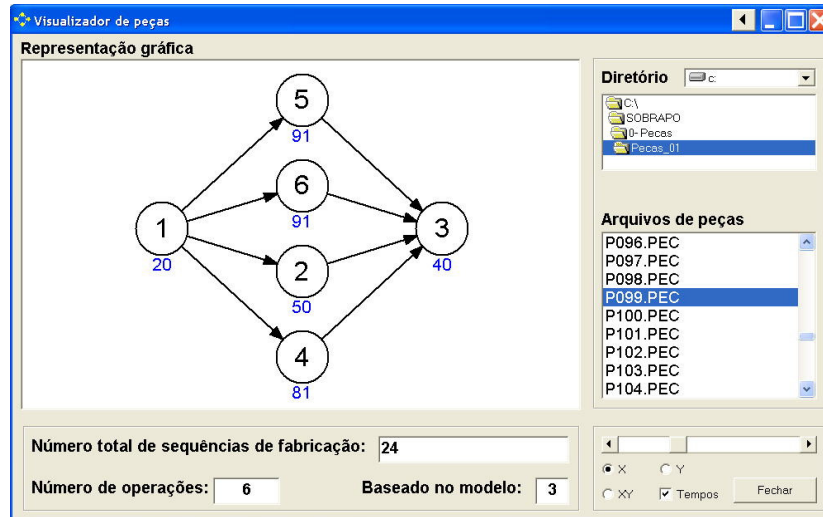 Visualizador de peças
Representação gráfica
5
91
6
91
1
20
3
40
2
50
4
81
Diretório
c:
C:\
SOBRAPO
0- Pecas
Pecas_01
Arquivos de peças
P096.PEC
P097.PEC
P098.PEC
P099.PEC
P100.PEC
P101.PEC
P102.PEC
P103.PEC
P104.PEC
Número total de sequências de fabricação: 24
Número de operações: 6 Baseado no modelo: 3
X Y
XY Tempos Fechar